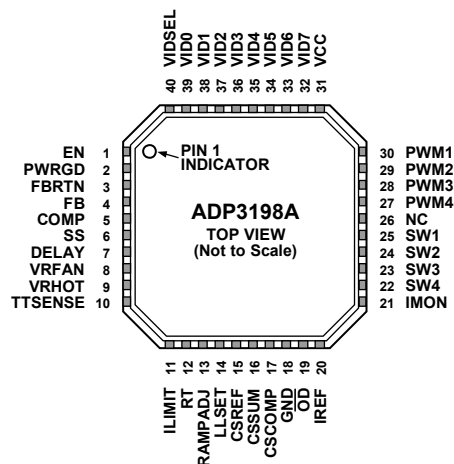 VIDSEL
VID0
VID1
VID2
VID3
VID4
VID5
VID6
VID7
VCC
40
39
38
37
36
35
34
33
32
31
EN 1
PWRGD 2
FBRTN 3
FB 4
COMP 5
SS 6
DELAY 7
VRFAN 8
VRHOT 9
TTSENSE 10
PIN 1
INDICATOR
ADP3198A
TOP VIEW
(Not to Scale)
30 PWM1
29 PWM2
28 PWM3
27 PWM4
26 NC
25 SW1
24 SW2
23 SW3
22 SW4
21 IMON
11
12
13
14
15
16
17
18
19
20
ILIMIT
RT
RAMPADJ
LLSET
CSREF
CSSUM
CSCOMP
GND
OD
IREF